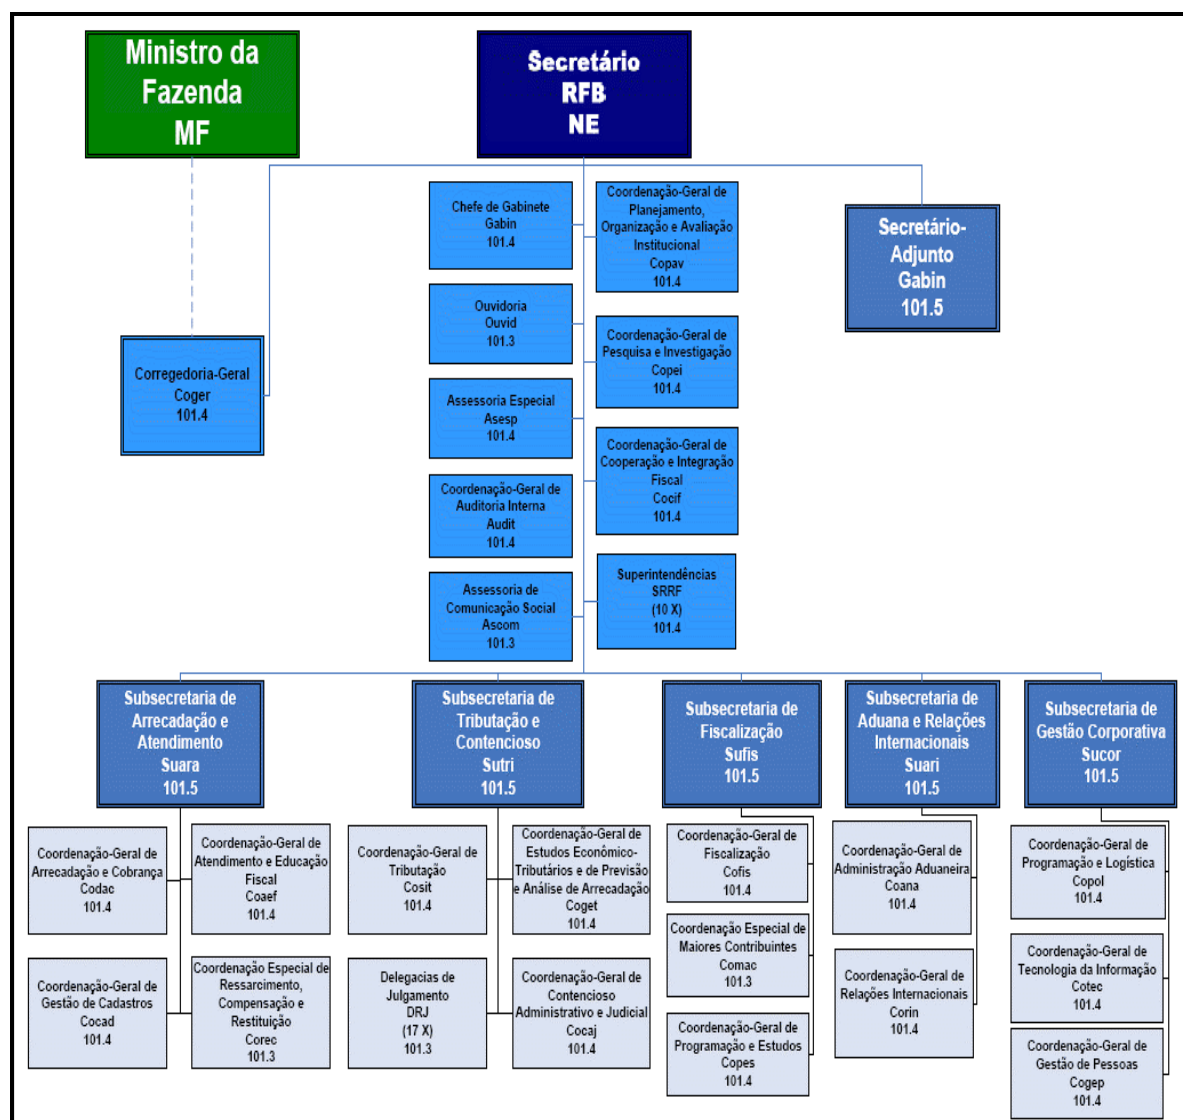 Ministro da
Fazenda
MF
Secretário
RFB
NE
Chefe de Gabinete
Gabin
101.4
Coordenação-Geral de
Planejamento,
Organização e Avaliação
Institucional
Copav
101.4
Secretário-
Adjunto
Gabin
101.5
Ouvidoria
Ouvid
101.3
Coordenação-Geral de
Pesquisa e Investigação
Copei
101.4
Corregedoria-Geral
Coger
101.4
Assessoria Especial
Asesp
101.4
Coordenação-Geral de
Cooperação e Integração
Fiscal
Cocif
101.4
Coordenação-Geral de
Auditoria Interna
Audit
101.4
Assessoria de
Comunicação Social
Ascom
101.3
Superintendências
SRRF
(10 X)
101.4
Subsecretaria de
Arrecadação e
Atendimento
Suara
101.5
Subsecretaria de
Tributação e
Contencioso
Sutri
101.5
Subsecretaria de
Fiscalização
Sufis
101.5
Subsecretaria de
Aduana e Relações
Internacionais
Suari
101.5
Subsecretaria de
Gestão Corporativa
Sucor
101.5
Coordenação-Geral de
Arrecadação e Cobrança
Codac
101.4
Coordenação-Geral de
Atendimento e Educação
Fiscal
Coaef
101.4
Coordenação-Geral de
Tributação
Cosit
101.4
Coordenação-Geral de
Estudos Econômico-
Tributários e de Previsão
e Análise de Arrecadação
Coget
101.4
Coordenação-Geral de
Fiscalização
Cofis
101.4
Coordenação-Geral de
Administração Aduaneira
Coana
101.4
Coordenação-Geral de
Programação e Logística
Copol
101.4
Coordenação-Geral de
Gestão de Cadastros
Cocad
101.4
Coordenação Especial de
Ressarcimento,
Compensação e
Restituição
Corec
101.3
Delegacias de
Julgamento
DRJ
(17 X)
101.3
Coordenação-Geral de
Contencioso
Administrativo e Judicial
Cocaj
101.4
Coordenação Especial de
Maiores Contribuintes
Comac
101.3
Coordenação-Geral de
Relações Internacionais
Corin
101.4
Coordenação-Geral de
Tecnologia da Informação
Cotec
101.4
Coordenação-Geral de
Programação e Estudos
Copes
101.4
Coordenação-Geral de
Gestão de Pessoas
Cogep
101.4